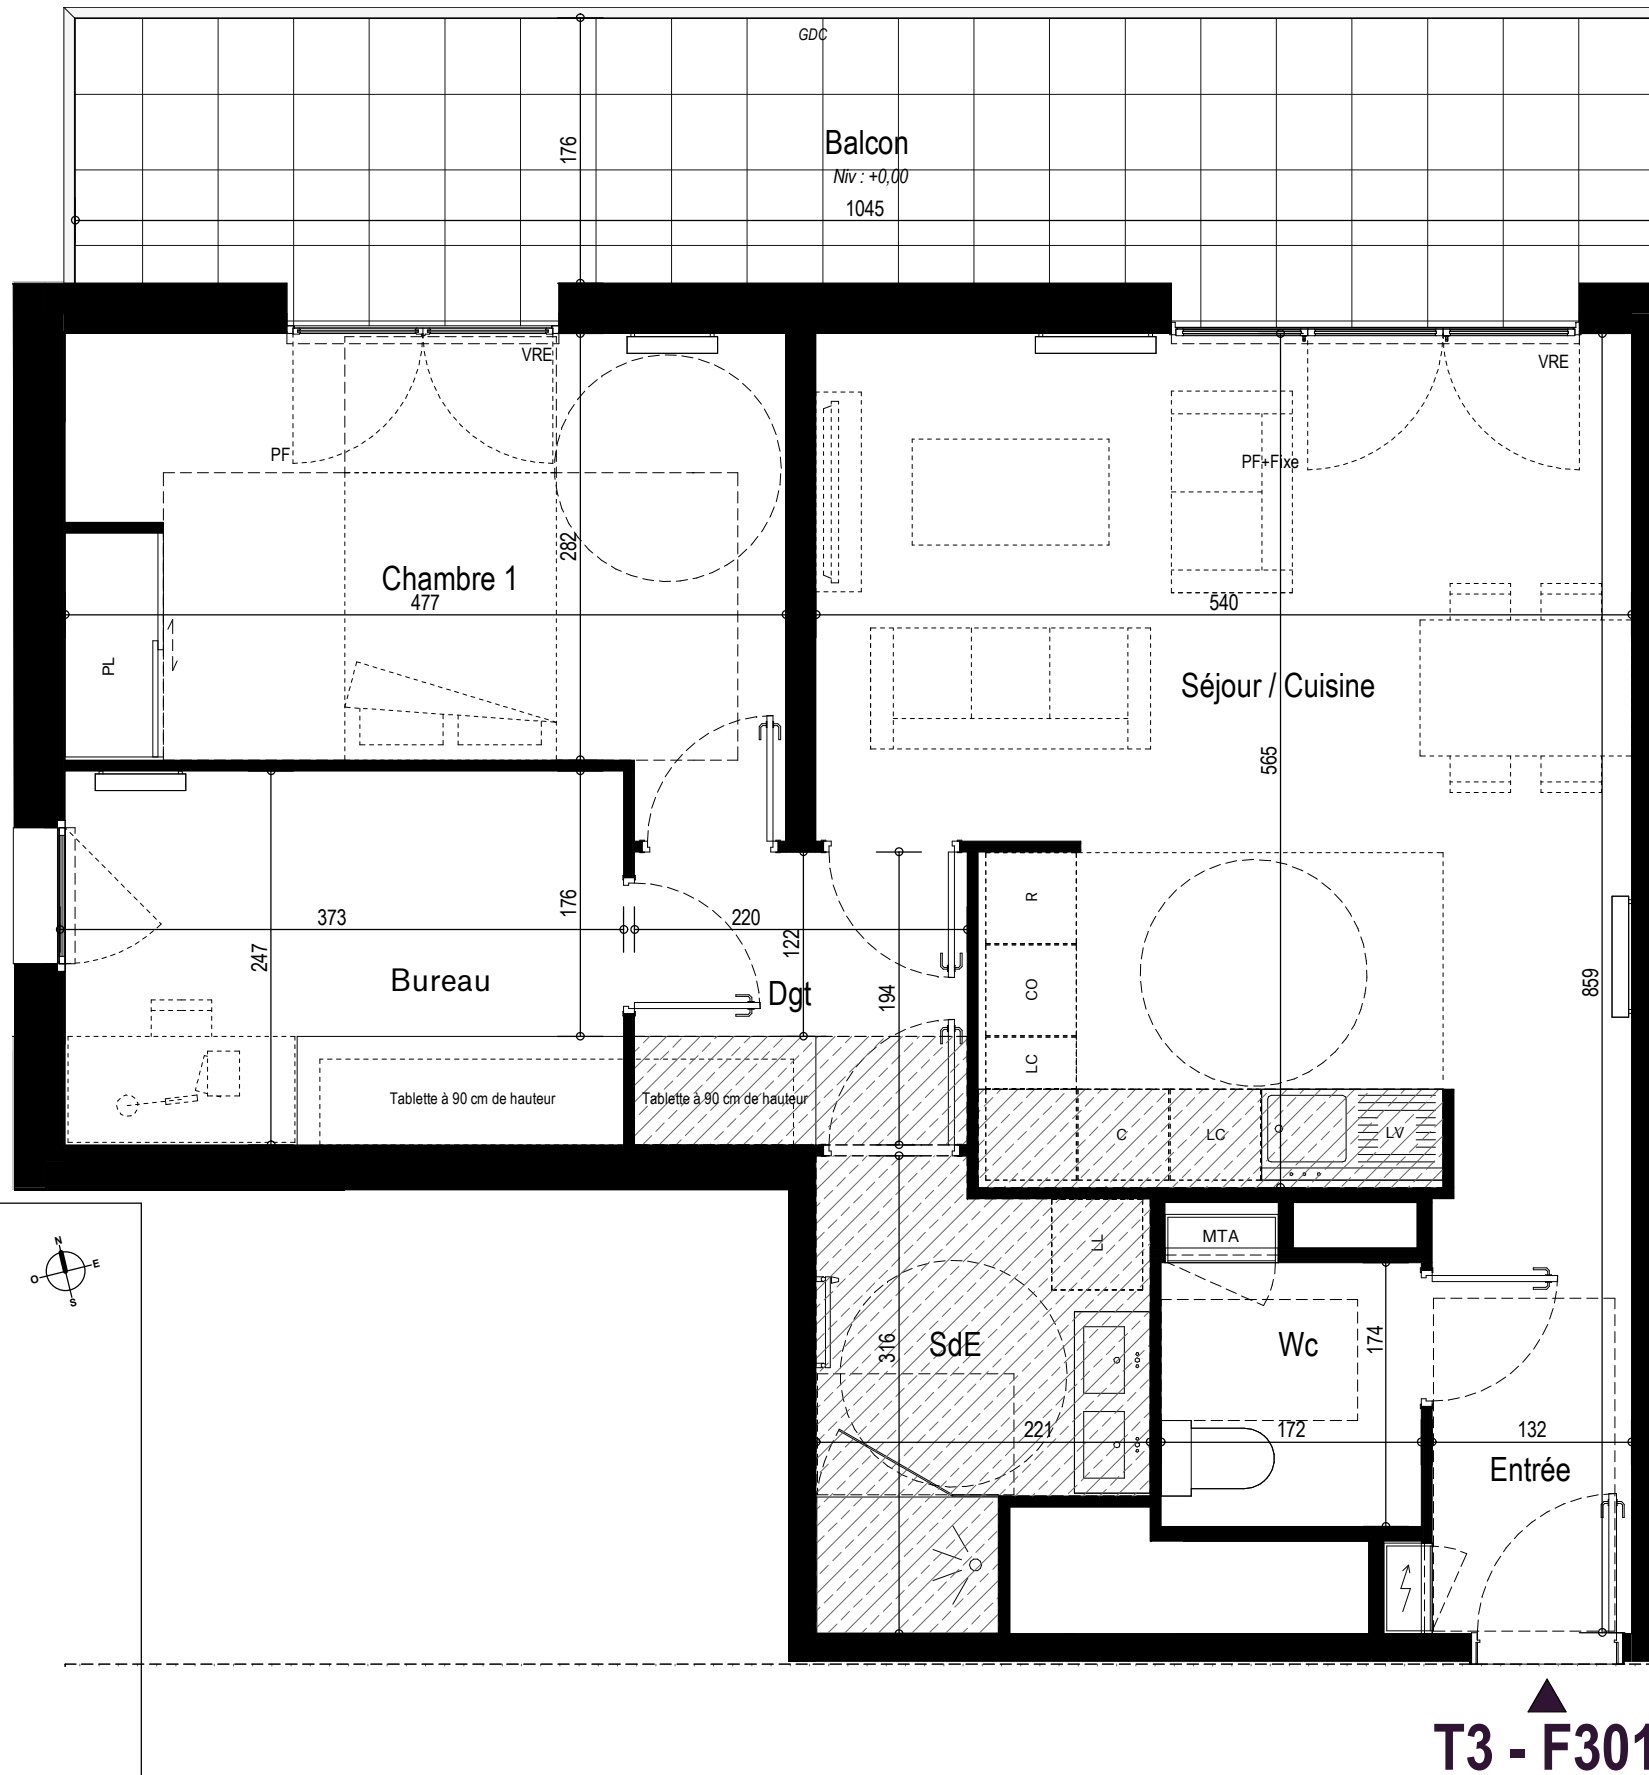 GDC
Balcon
Niv : +0,00
1045
176
VRE
VRE
PF
PF+Fixe
282
Chambre 1
477
540
PL
Séjour / Cuisine
565
R
373
176
220
122
247
Bureau
Dgt
194
CO
859
LC
Tablette à 90 cm de hauteur
Tablette à 90 cm de hauteur
C
LC
LV
N
O
E
S
LL
MTA
316
SdE
Wc
174
221
172
132
Entrée
T3 - F301